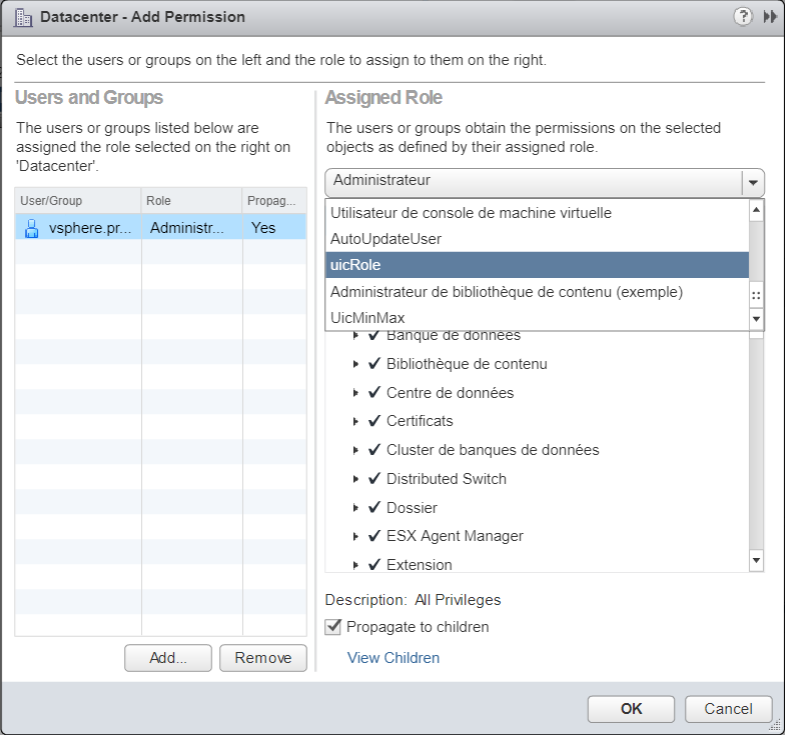 Datacenter - Add Permission
Select the users or groups on the left and the role to assign to them on the right.
Users and Groups
The users or groups listed below are
assigned the role selected on the right on
'Datacenter'.
User/Group Role Propag...
vsphere.pr... Administr... Yes
Add... Remove
Assigned Role
The users or groups obtain the permissions on the selected
objects as defined by their assigned role.
Administrateur
Utilisateur de console de machine virtuelle
AutoUpdateUser
uicRole
Administrateur de bibliothèque de contenu (exemple)
UicMinMax
Banque de données
Bibliothèque de contenu
Centre de données
Certificats
Cluster de banques de données
Distributed Switch
Dossier
ESX Agent Manager
Extension
Description: All Privileges
Propagate to children
View Children
OK Cancel